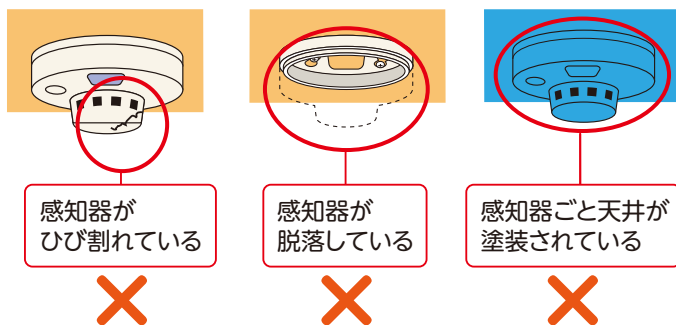 感知器が
ひび割れている
感知器が
脱落している
感知器ごと天井が
塗装されている